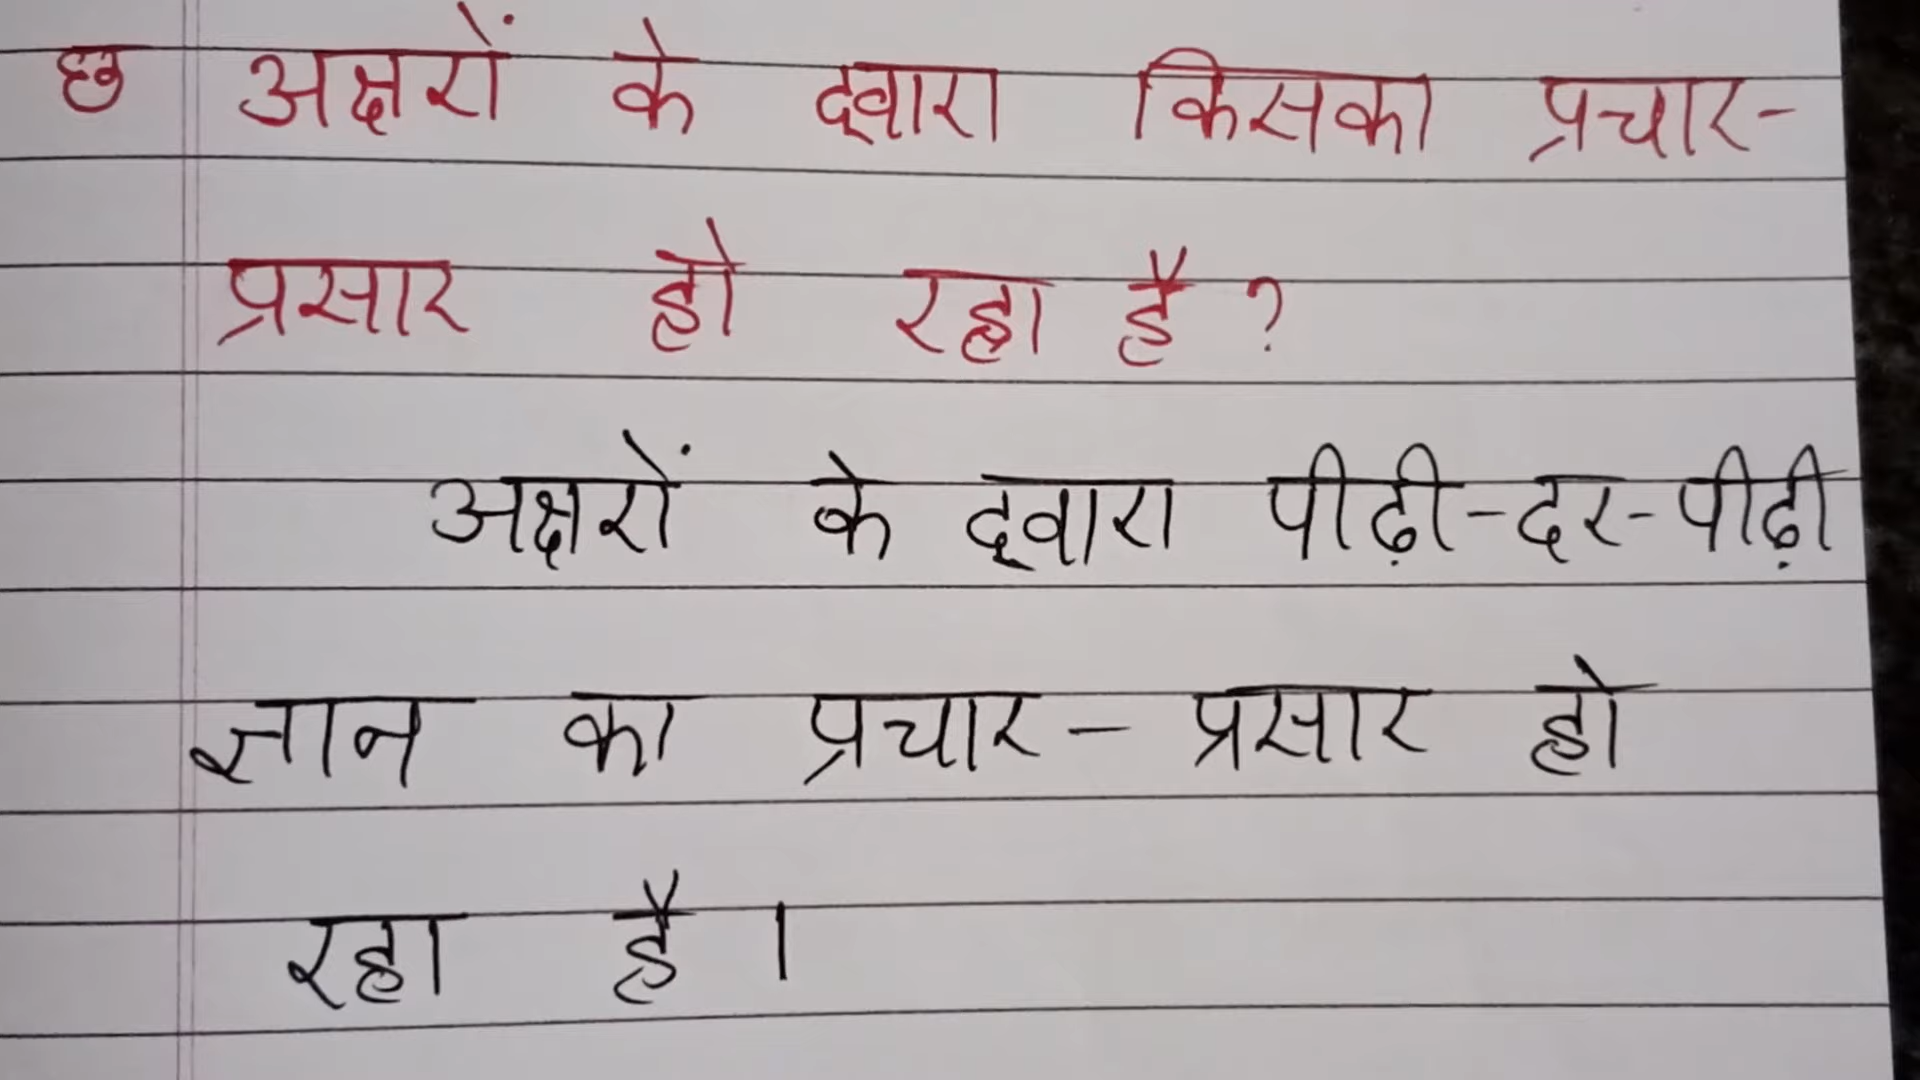 छ अक्षरों के द्वारा किसका प्रचार-
प्रसार हो रहा है?
अक्षरों के द्वारा पीढ़ी-दर-पीढ़ी
ज्ञान का प्रचार - प्रसार हो
रहा है।